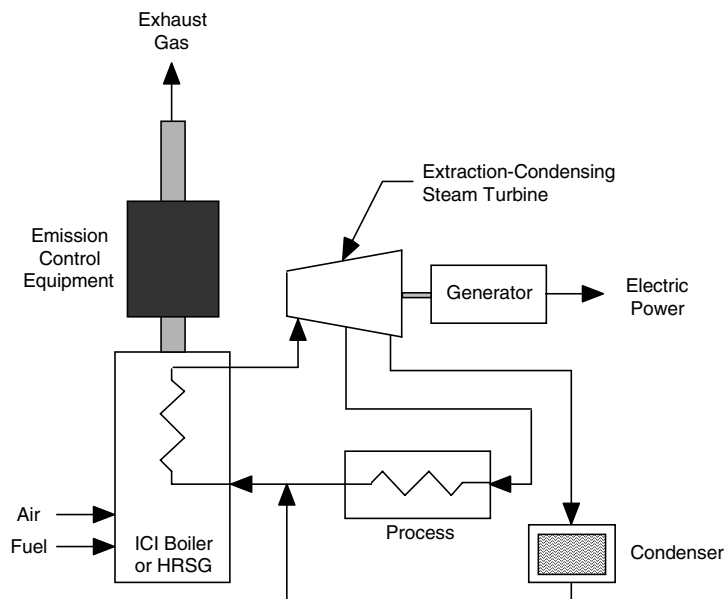 Exhaust
Gas
Extraction-Condensing
Steam Turbine
Emission
Control
Equipment
Generator
Electric
Power
Air
Fuel
ICI Boiler
or HRSG
Process
Condenser